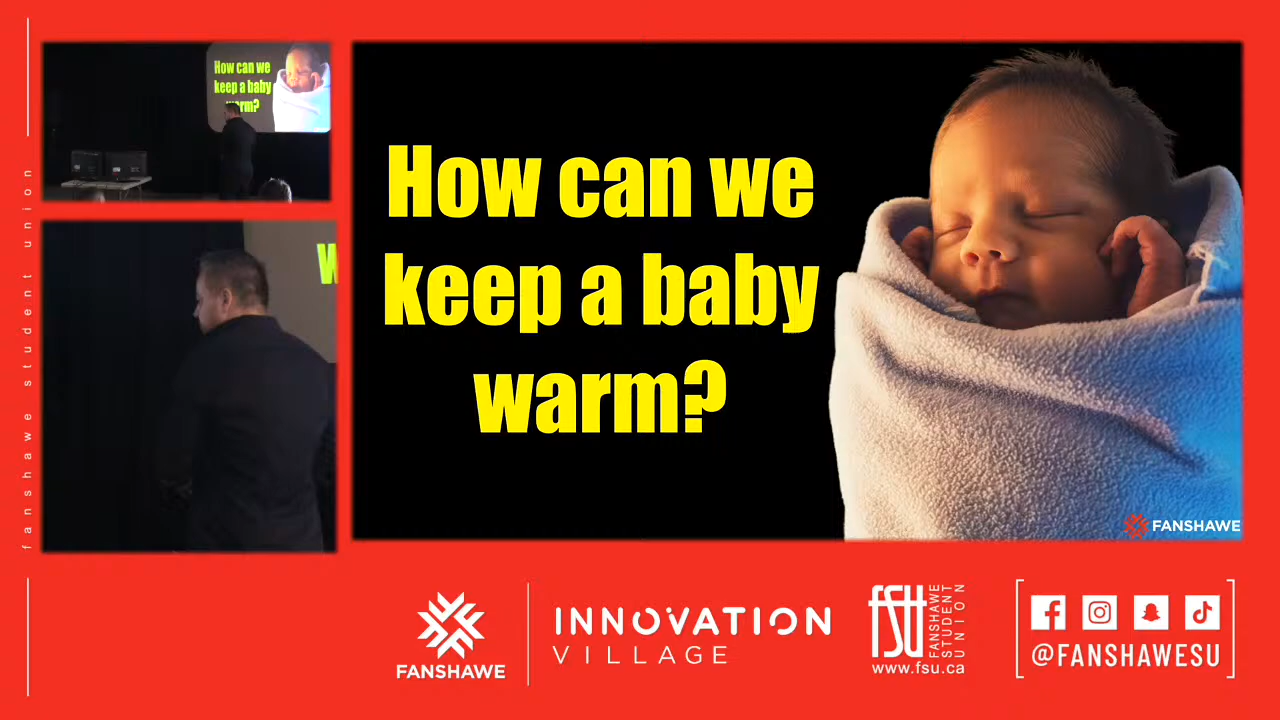 fanshawe student union
How can we
keep a baby
warm?
W
How can we
keep a baby
warm?
FANSHAWE
FANSHAWE
INNOVATION
VILLAGE
fsu
FANSHAWE
STUDENT
UNION
www.fsu.ca
@FANSHAWESU